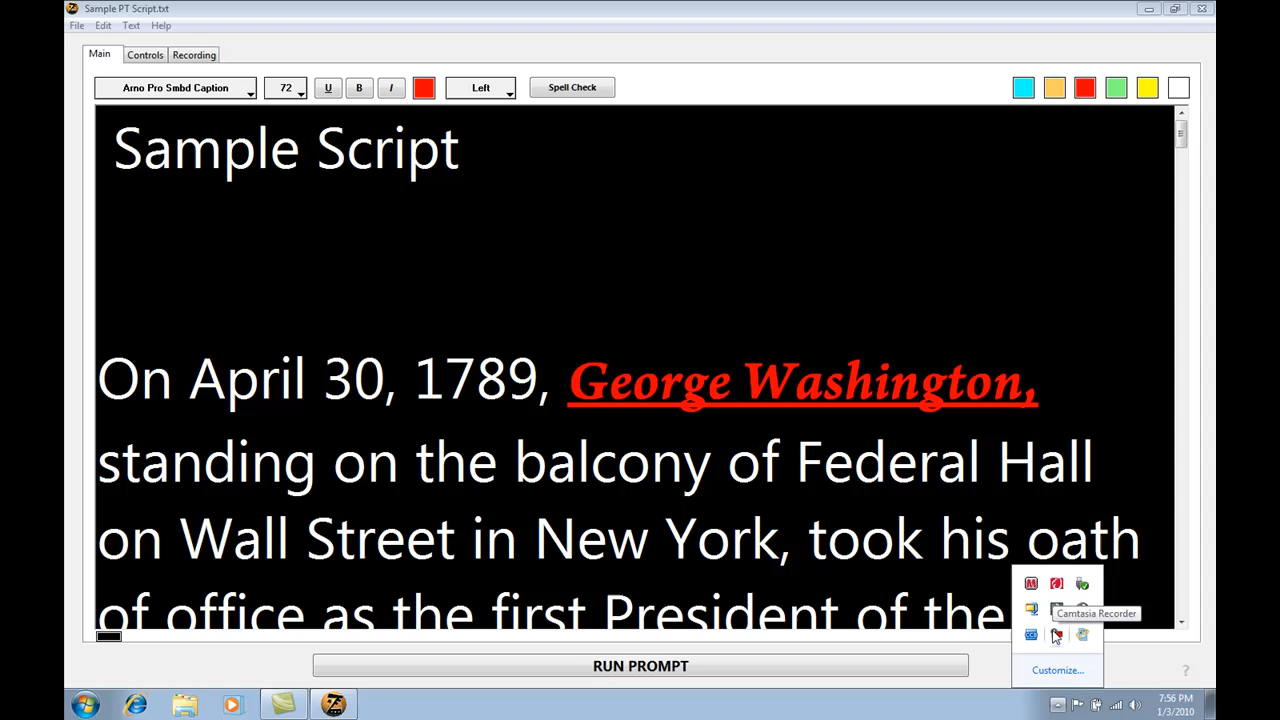 Sample PT Script.txt
File Edit Text Help
Main Controls Recording
Arno Pro Smbd Caption 72 U B I Left Spell Check
Sample Script
On April 30, 1789, George Washington,
standing on the balcony of Federal Hall
on Wall Street in New York, took his oath
of office as the first President of the
Camtasia Recorder
Customize...
RUN PROMPT
?
7:56 PM
1/3/2010